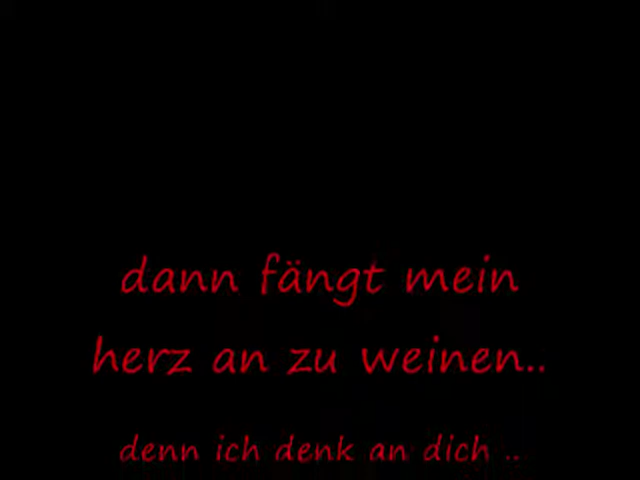 dann fängt mein
herz an zu weinen..
denn ich denk an dich ..